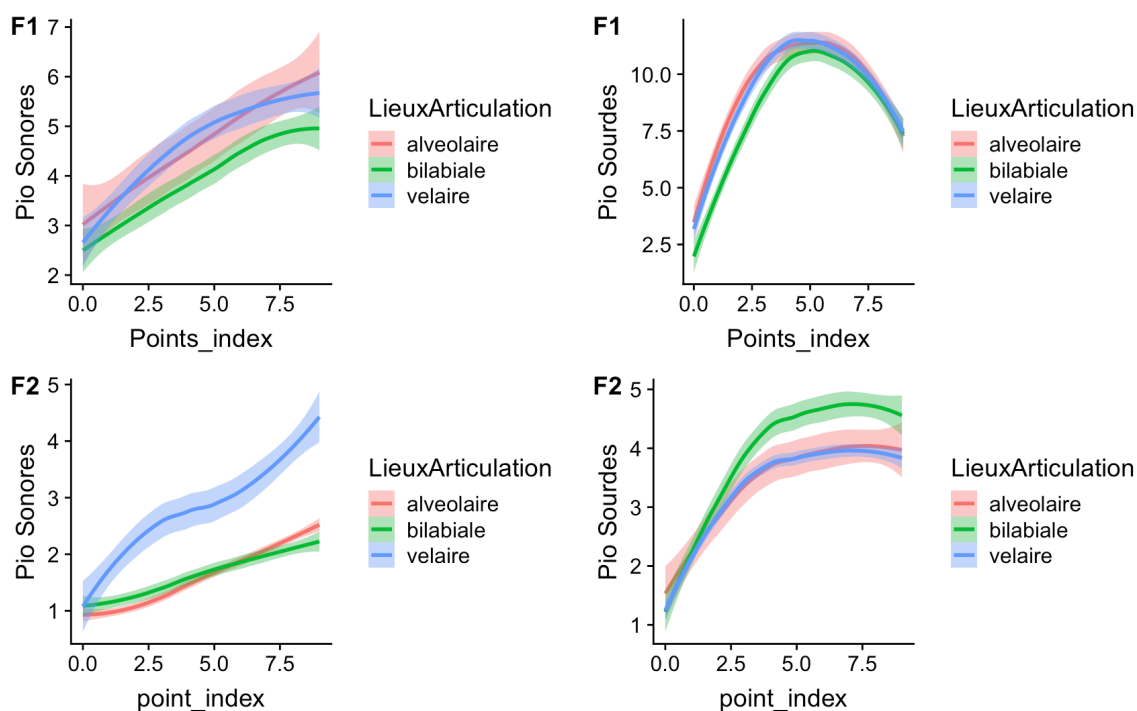 F1
Pio Sonores
7
6
5
4
3
2
0.0 2.5 5.0 7.5
Points_index
LieuxArticulation
alveolaire
bilabiale
velaire
F1
Pio Sourdes
10.0
7.5
5.0
2.5
0.0 2.5 5.0 7.5
Points_index
LieuxArticulation
alveolaire
bilabiale
velaire
F2
Pio Sonores
5
4
3
2
1
0.0 2.5 5.0 7.5
point_index
LieuxArticulation
alveolaire
bilabiale
velaire
F2
Pio Sourdes
5
4
3
2
1
0.0 2.5 5.0 7.5
point_index
LieuxArticulation
alveolaire
bilabiale
velaire